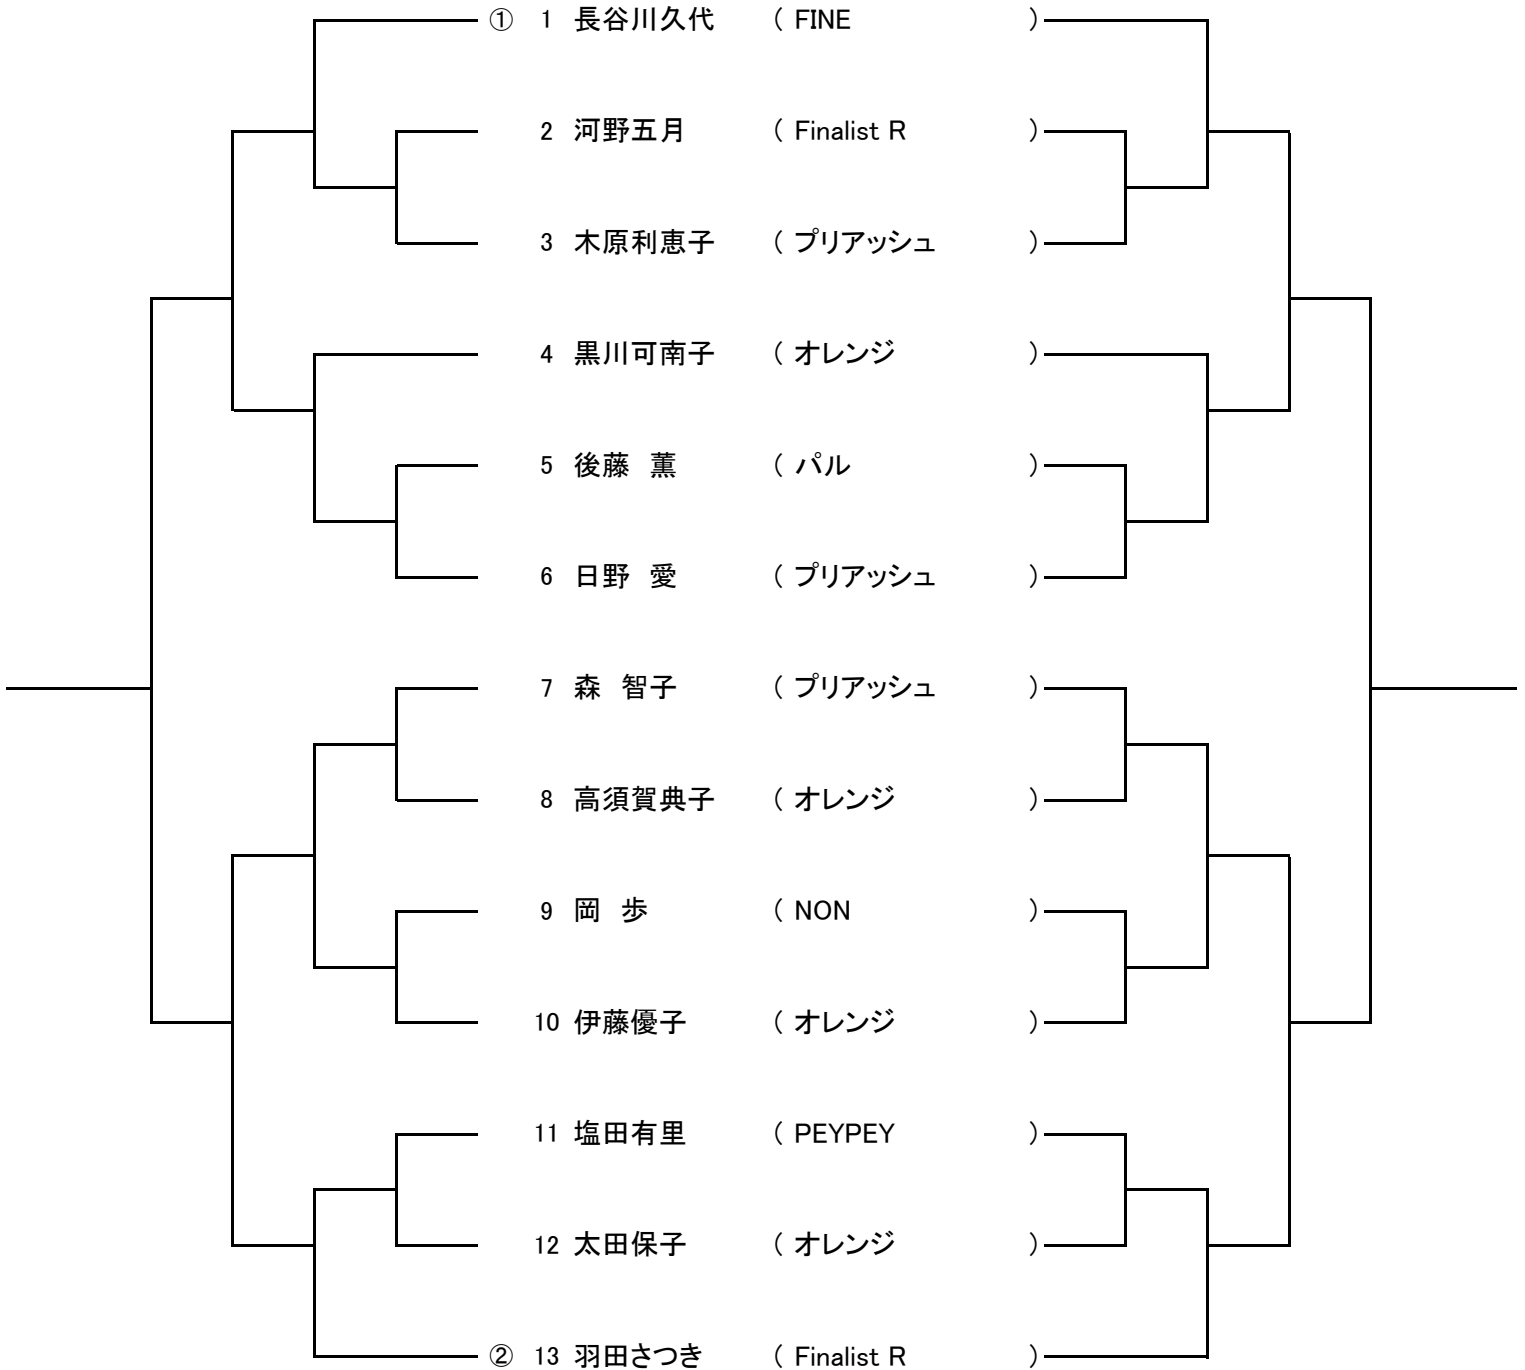 ① 1 長谷川久代 ( FINE )
2 河野五月 ( Finalist R )
3 木原利恵子 ( プリアッシュ )
4 黒川可南子 ( オレンジ )
5 後藤　薫 ( パル )
6 日野　愛 ( プリアッシュ )
7 森　智子 ( プリアッシュ )
8 高須賀典子 ( オレンジ )
9 岡　歩 ( NON )
10 伊藤優子 ( オレンジ )
11 塩田有里 ( PEYPEY )
12 太田保子 ( オレンジ )
② 13 羽田さつき ( Finalist R )